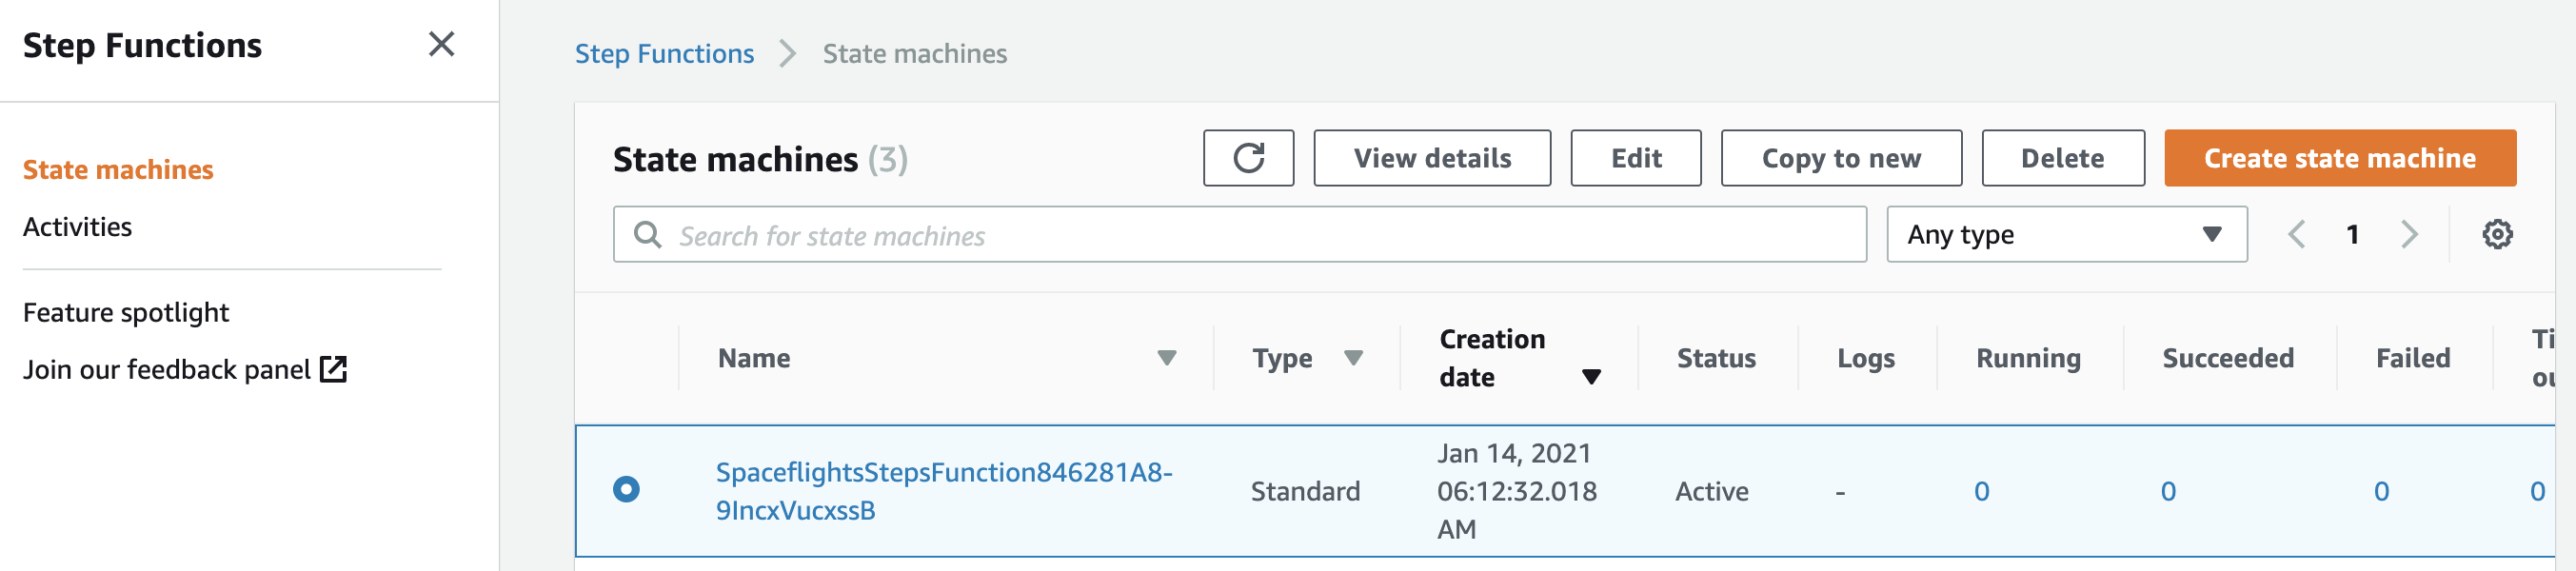 Step Functions
State machines
Activities
Feature spotlight
Join our feedback panel
Step Functions
State machines
State machines (3)
View details
Edit
Copy to new
Delete
Create state machine
Search for state machines
Any type
1
Name
Type
Creation
date
Status
Logs
Running
Succeeded
Failed
SpaceflightsStepsFunction846281A8-
9IncxVucxssB
Standard
Jan 14, 2021
06:12:32.018
AM
Active
-
0
0
0
0